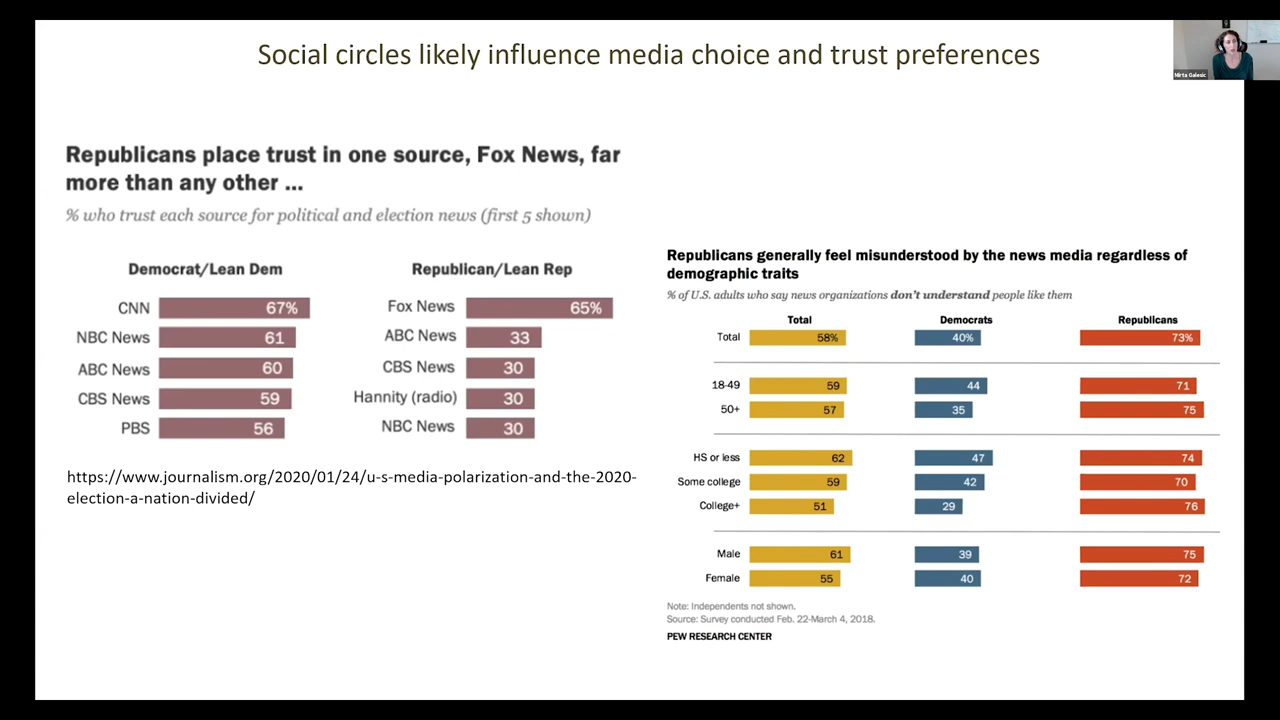 Social circles likely influence media choice and trust preferences
Mirta Galesic
Republicans place trust in one source, Fox News, far
more than any other ...
% who trust each source for political and election news (first 5 shown)
Democrat/Lean Dem
CNN 67%
NBC News 61
ABC News 60
CBS News 59
PBS 56
Republican/Lean Rep
Fox News 65%
ABC News 33
CBS News 30
Hannity (radio) 30
NBC News 30
https://www.journalism.org/2020/01/24/u-s-media-polarization-and-the-2020-
election-a-nation-divided/
Republicans generally feel misunderstood by the news media regardless of
demographic traits
% of U.S. adults who say news organizations don't understand people like them
Total Democrats Republicans
Total 58% 40% 73%
18-49 59 44 71
50+ 57 35 75
HS or less 62 47 74
Some college 59 42 70
College+ 51 29 76
Male 61 39 75
Female 55 40 72
Note: Independents not shown.
Source: Survey conducted Feb. 22-March 4, 2018.
PEW RESEARCH CENTER